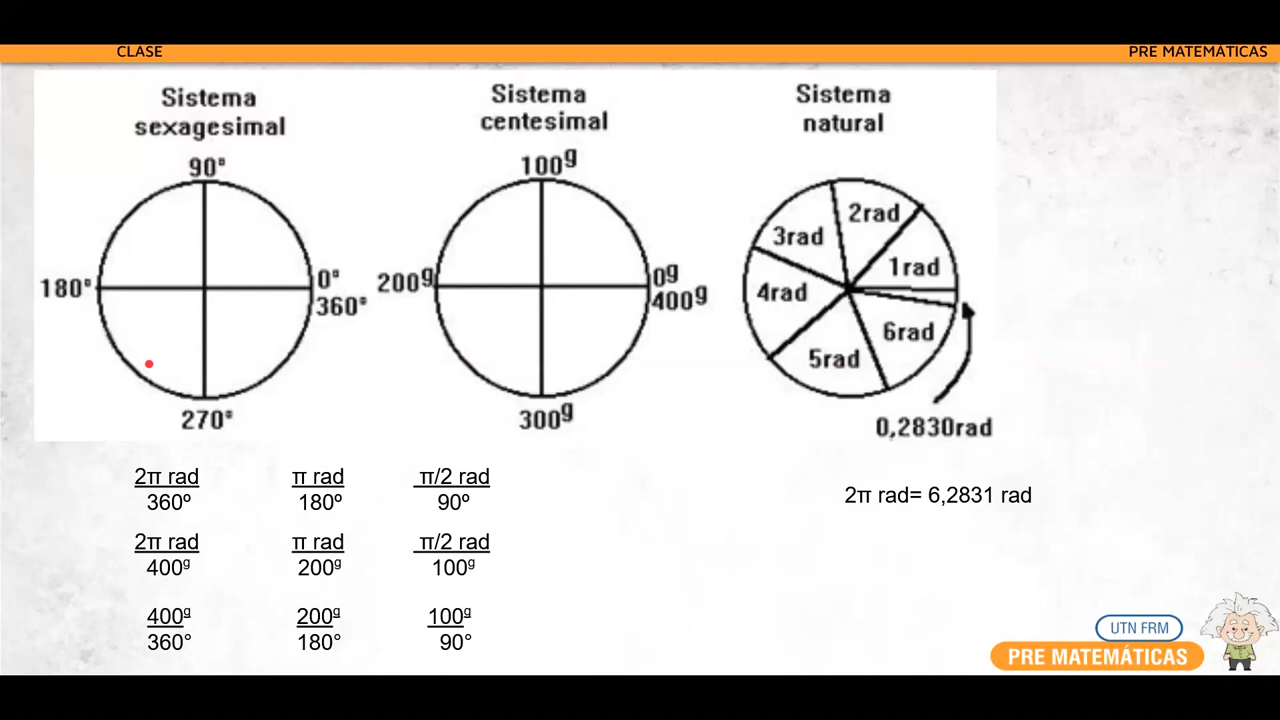 CLASE
PRE MATEMÁTICAS
Sistema
sexagesimal
90°
180°
0°
360°
270°
Sistema
centesimal
100g
200g
0g
400g
300g
Sistema
natural
2rad
3rad
1rad
4rad
6rad
5rad
0,2830rad
2π rad
360º
π rad
180º
π/2 rad
90º
2π rad
400g
π rad
200g
π/2 rad
100g
400g
360°
200g
180°
100g
90°
2π rad= 6,2831 rad
UTN FRM
PRE MATEMÁTICAS